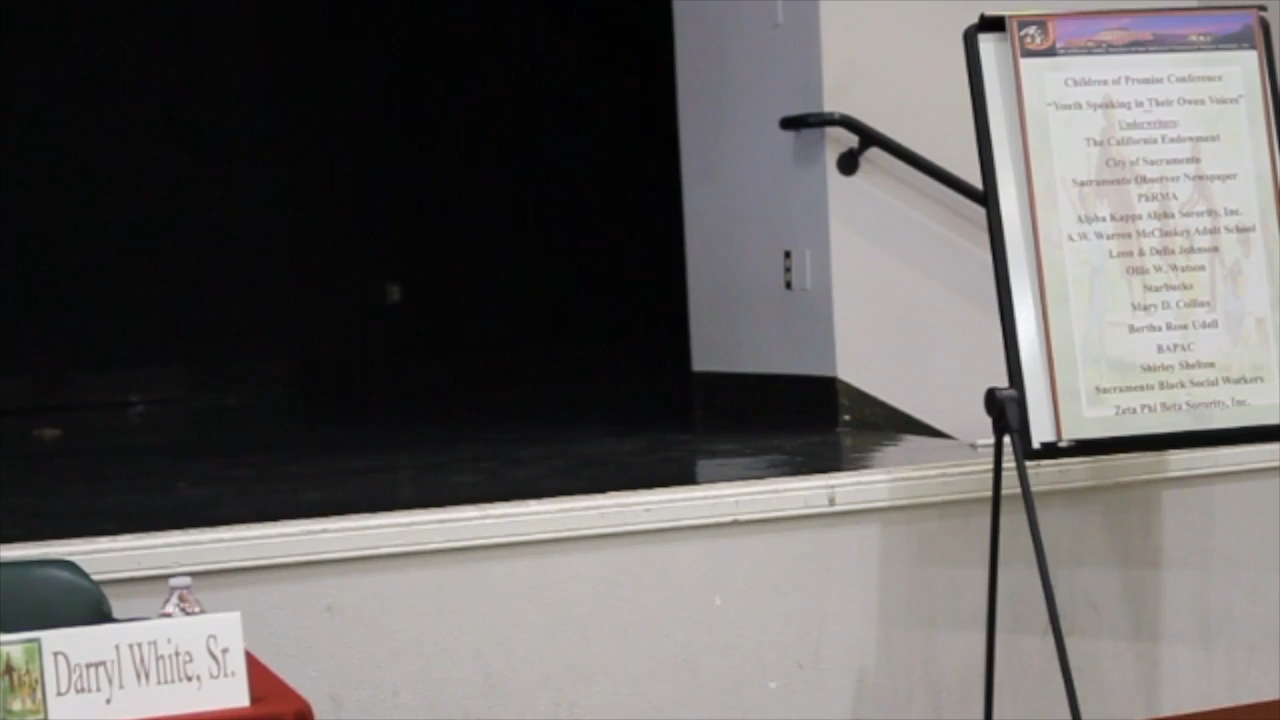 Children of Promise Conference
"Youth Speaking in Their Owen Voices"
Underwriters:
The California Endowment
City of Sacramento
Sacramento Observer Newspaper
PhRMA
Alpha Kappa Alpha Sorority, Inc.
A.W. Warren McClaskey Adult School
Leon & Della Johnson
Ollie W. Watson
Starbucks
Mary D. Collins
Bertha Rose Udell
BAPAC
Shirley Shelton
Sacramento Black Social Workers
Zeta Phi Beta Sorority, Inc.
Darryl White, Sr.